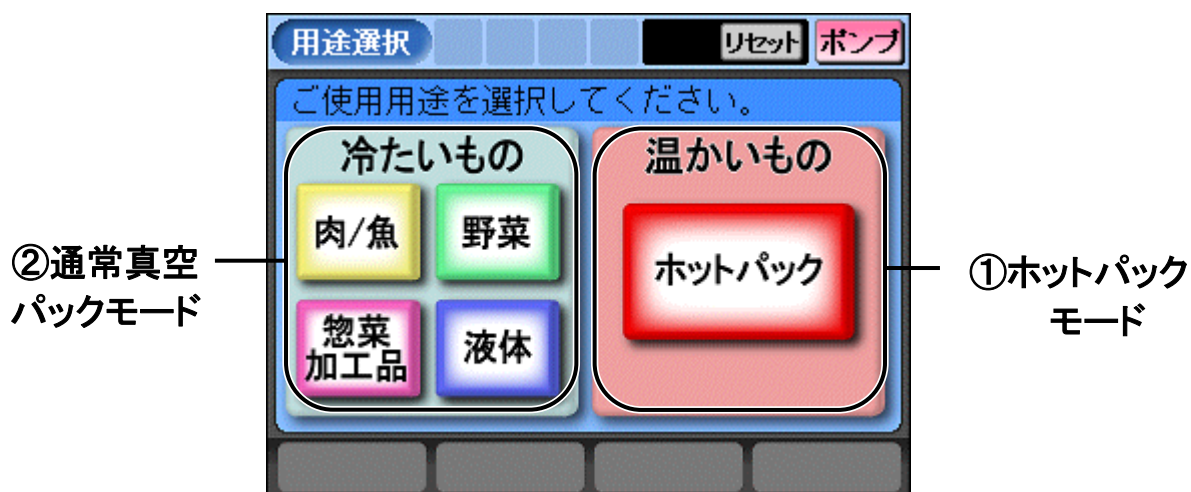 用途選択
リセット
ポンプ
ご使用用途を選択してください。
冷たいもの
肉/魚
野菜
惣菜
加工品
液体
温かいもの
ホットパック
②通常真空
パックモード
①ホットパック
モード